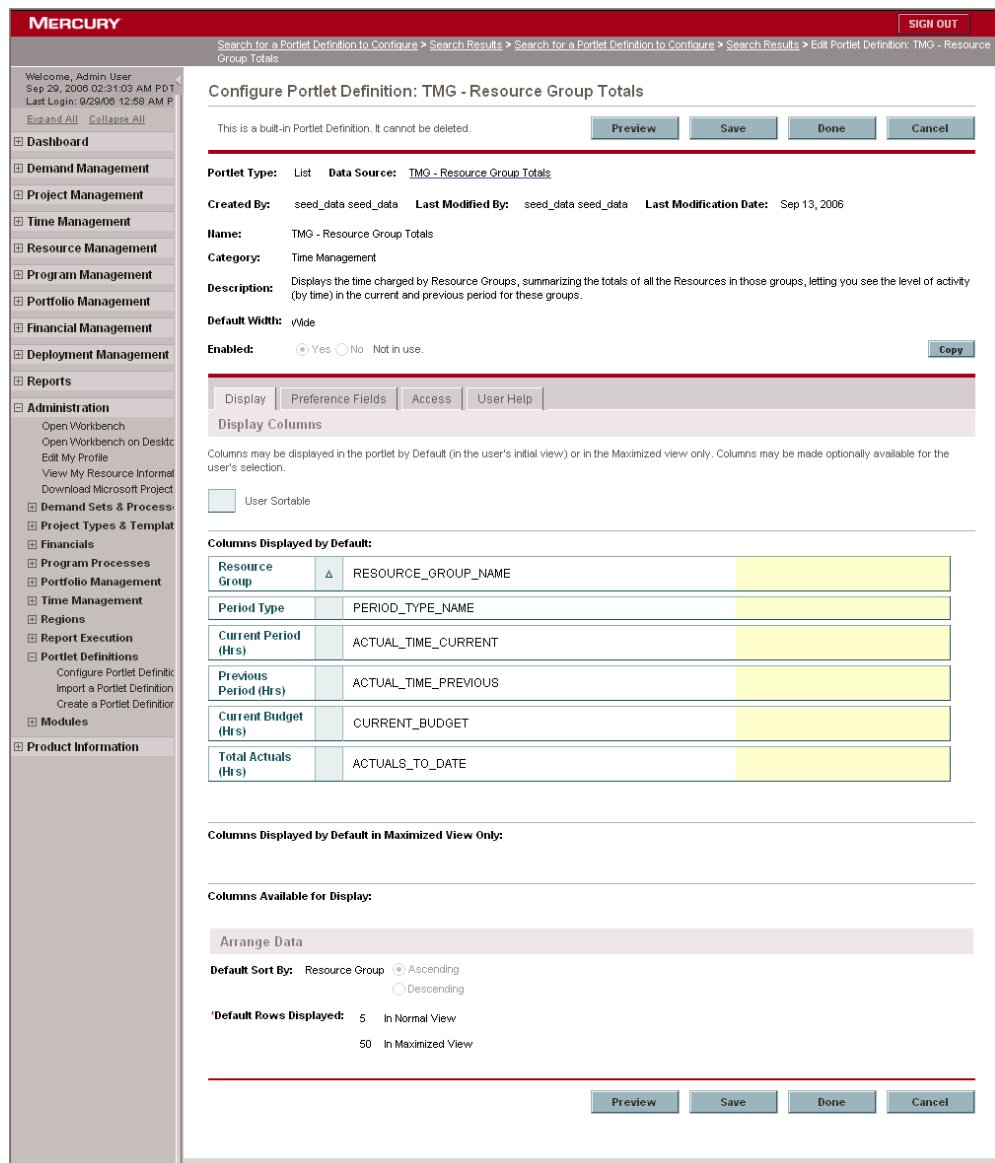 MERCURY
SIGN OUT
Search for a Portlet Definition to Configure > Search Results > Search for a Portlet Definition to Configure > Search Results > Edit Portlet Definition: TMG - Resource
Group Totals
Welcome, Admin User
Sep 29, 2006 02:31:03 AM PDT
Last Login: 9/29/06 12:58 AM P
Expand All Collapse All
Dashboard
Demand Management
Project Management
Time Management
Resource Management
Program Management
Portfolio Management
Financial Management
Deployment Management
Reports
Administration
Open Workbench
Open Workbench on Deskto
Edit My Profile
View My Resource Informat
Download Microsoft Project
Demand Sets & Process
Project Types & Templat
Financials
Program Processes
Portfolio Management
Time Management
Regions
Report Execution
Portlet Definitions
Configure Portlet Definitio
Import a Portlet Definition
Create a Portlet Definition
Modules
Product Information
Configure Portlet Definition: TMG - Resource Group Totals
This is a built-in Portlet Definition. It cannot be deleted.
Preview Save Done Cancel
Portlet Type: List Data Source: TMG - Resource Group Totals
Created By: seed_data seed_data Last Modified By: seed_data seed_data Last Modification Date: Sep 13, 2006
Name: TMG - Resource Group Totals
Category: Time Management
Description: Displays the time charged by Resource Groups, summarizing the totals of all the Resources in those groups, letting you see the level of activity
(by time) in the current and previous period for these groups.
Default Width: Wide
Enabled: Yes No Not in use.
Copy
Display Preference Fields Access User Help
Display Columns
Columns may be displayed in the portlet by Default (in the user's initial view) or in the Maximized view only. Columns may be made optionally available for the
user's selection.
User Sortable
Columns Displayed by Default:
Resource
Group RESOURCE_GROUP_NAME
Period Type PERIOD_TYPE_NAME
Current Period
(Hrs) ACTUAL_TIME_CURRENT
Previous
Period (Hrs) ACTUAL_TIME_PREVIOUS
Current Budget
(Hrs) CURRENT_BUDGET
Total Actuals
(Hrs) ACTUALS_TO_DATE
Columns Displayed by Default in Maximized View Only:
Columns Available for Display:
Arrange Data
Default Sort By: Resource Group Ascending
Descending
*Default Rows Displayed: 5 In Normal View
50 In Maximized View
Preview Save Done Cancel